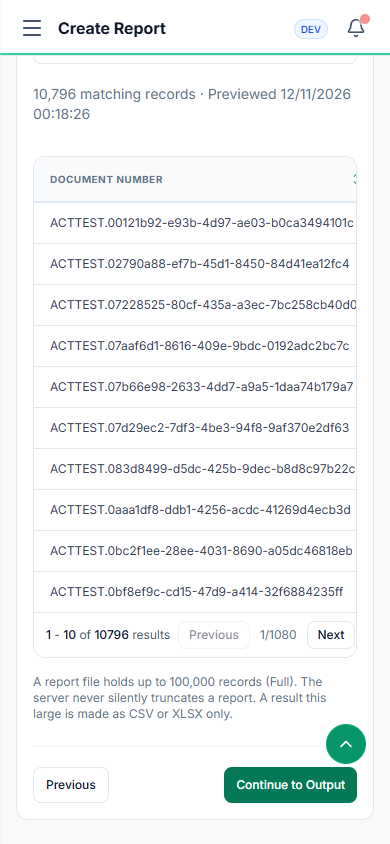 Create Report
DEV
10,796 matching records · Previewed 12/11/2026
00:18:26
DOCUMENT NUMBER
ACTTEST.00121b92-e93b-4d97-ae03-b0ca3494101c
ACTTEST.02790a88-ef7b-45d1-8450-84d41ea12fc4
ACTTEST.07228525-80cf-435a-a3ec-7bc258cb40d0
ACTTEST.07aaf6d1-8616-409e-9bdc-0192adc2bc7c
ACTTEST.07b66e98-2633-4dd7-a9a5-1daa74b179a7
ACTTEST.07d29ec2-7df3-4be3-94f8-9af370e2df63
ACTTEST.083d8499-d5dc-425b-9dec-b8d8c97b22c
ACTTEST.0aaa1df8-ddb1-4256-acdc-41269d4ecb3d
ACTTEST.0bc2f1ee-28ee-4031-8690-a05dc46818eb
ACTTEST.0bf8ef9c-cd15-47d9-a414-32f6884235ff
1 - 10 of 10796 results Previous 1/1080 Next
A report file holds up to 100,000 records (Full). The
server never silently truncates a report. A result this
large is made as CSV or XLSX only.
Previous Continue to Output